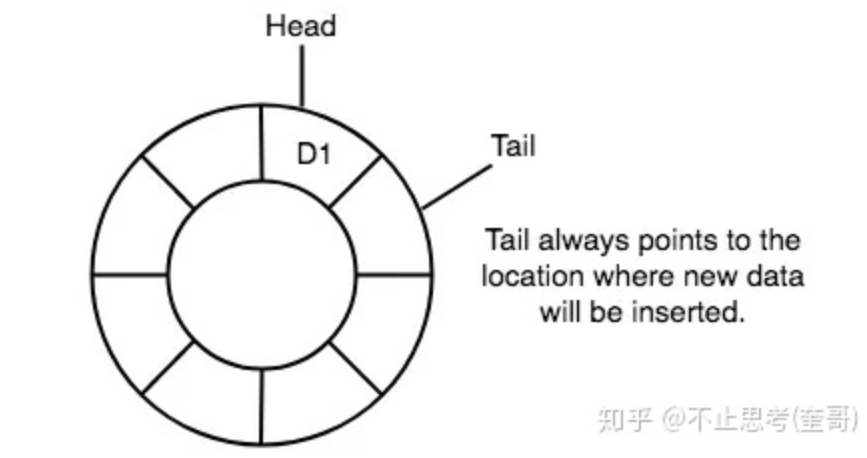 Head
D1
Tail
Tail always points to the
location where new data
will be inserted.
知乎 @不止思考(奎哥)